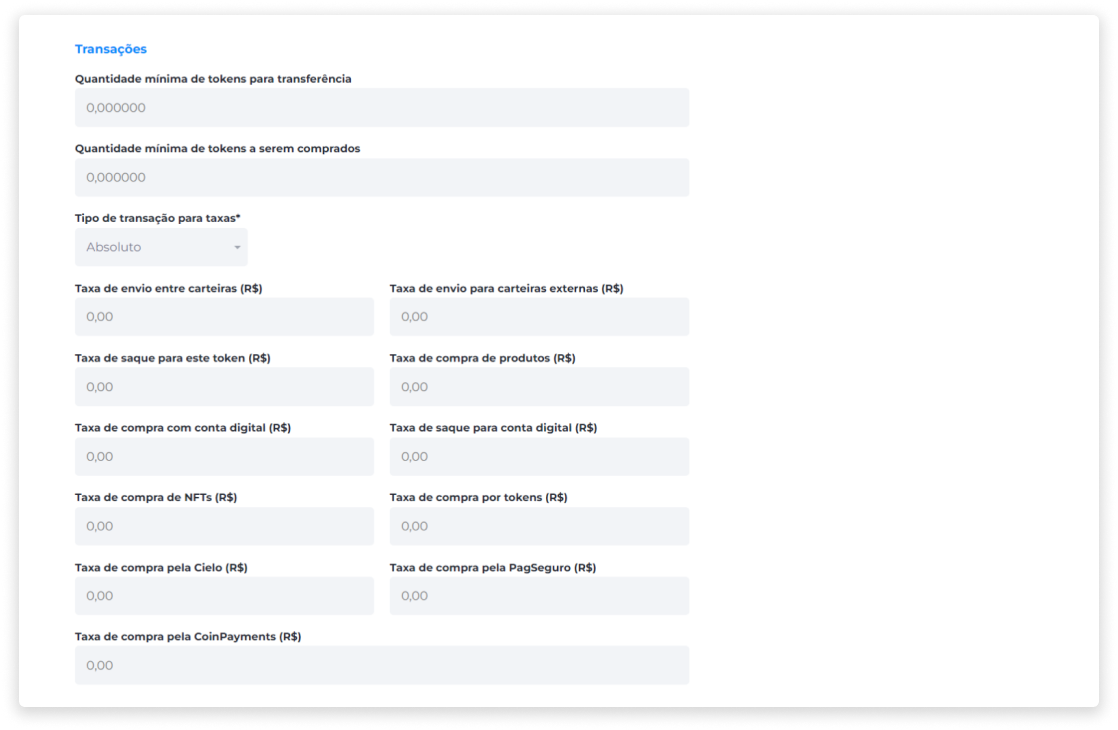 Transações
Quantidade mínima de tokens para transferência
0,000000
Quantidade mínima de tokens a serem comprados
0,000000
Tipo de transação para taxas*
Absoluto
Taxa de envio entre carteiras (R$) Taxa de envio para carteiras externas (R$)
0,00 0,00
Taxa de saque para este token (R$) Taxa de compra de produtos (R$)
0,00 0,00
Taxa de compra com conta digital (R$) Taxa de saque para conta digital (R$)
0,00 0,00
Taxa de compra de NFTs (R$) Taxa de compra por tokens (R$)
0,00 0,00
Taxa de compra pela Cielo (R$) Taxa de compra pela PagSeguro (R$)
0,00 0,00
Taxa de compra pela CoinPayments (R$)
0,00